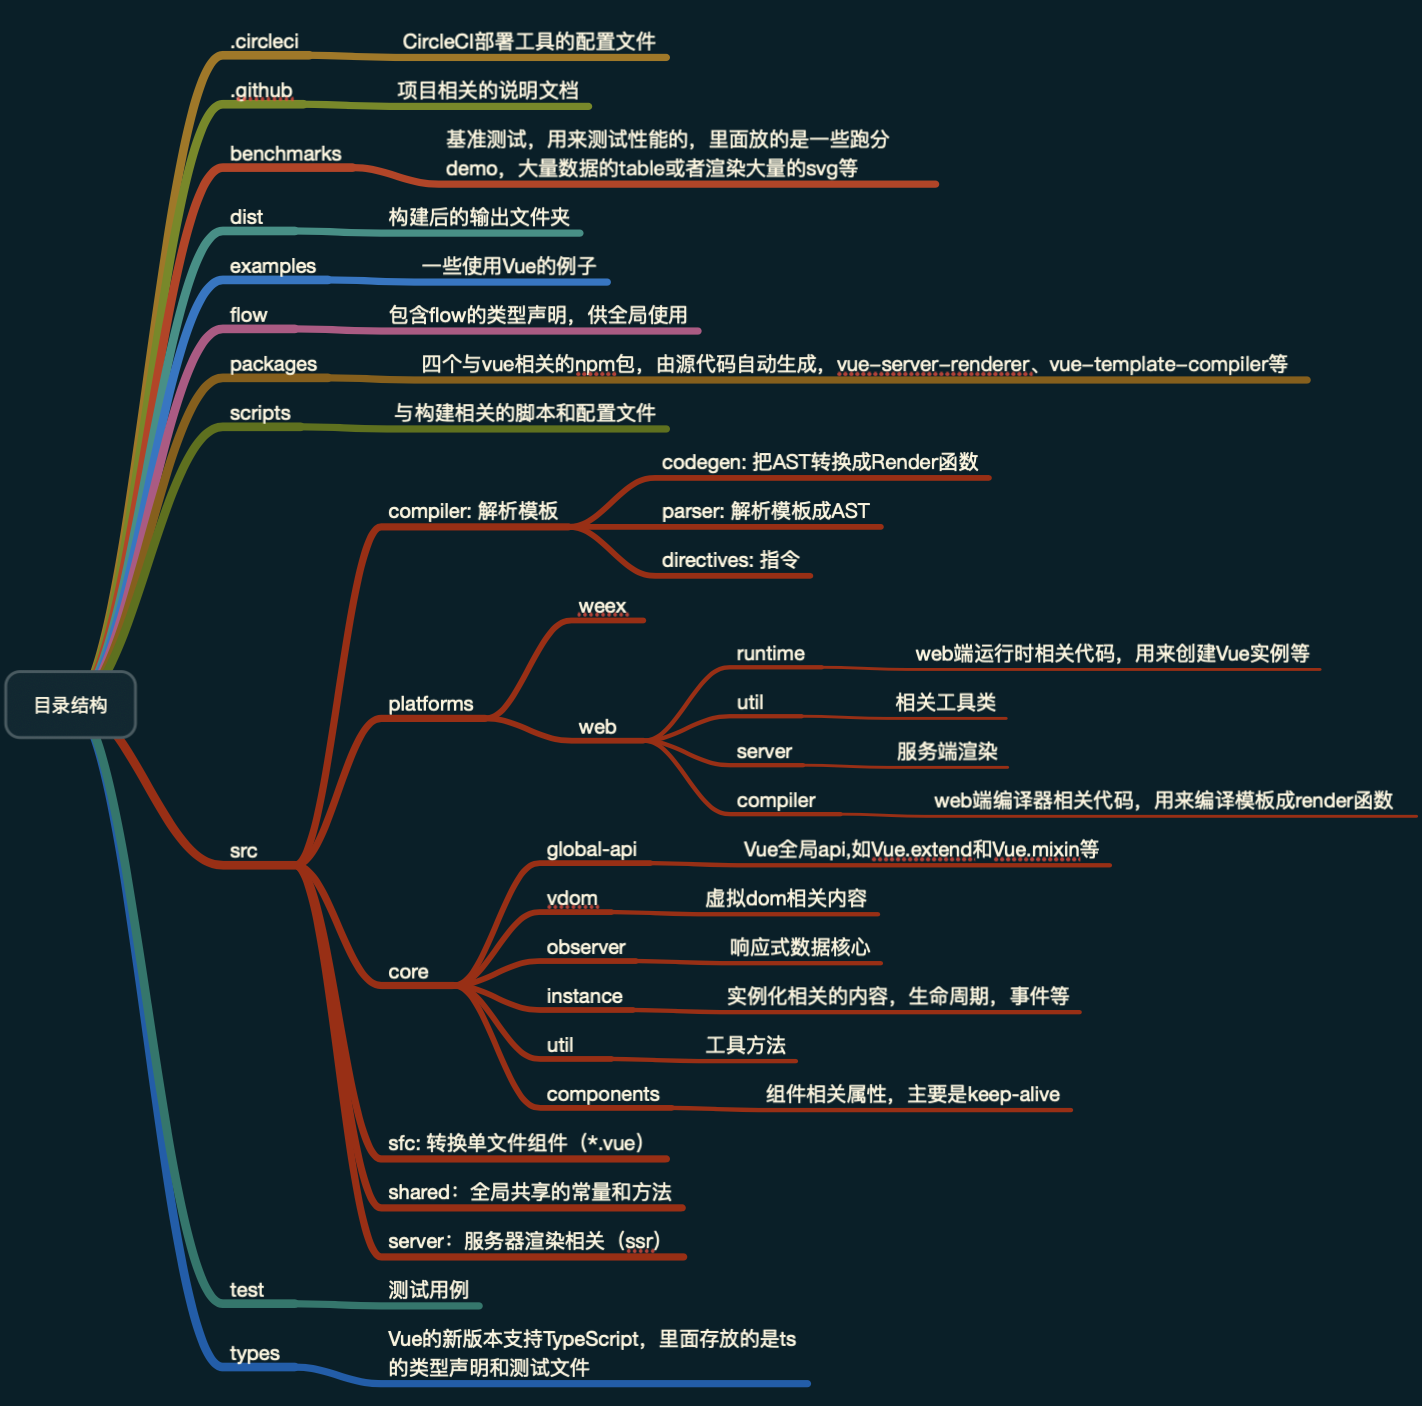 目录结构
.circleci
CircleCI部署工具的配置文件
.github
项目相关的说明文档
benchmarks
基准测试，用来测试性能的，里面放的是一些跑分
demo，大量数据的table或者渲染大量的svg等
dist
构建后的输出文件夹
examples
一些使用Vue的例子
flow
包含flow的类型声明，供全局使用
packages
四个与vue相关的npm包，由源代码自动生成，vue-server-renderer、vue-template-compiler等
scripts
与构建相关的脚本和配置文件
src
compiler: 解析模板
codegen: 把AST转换成Render函数
parser: 解析模板成AST
directives: 指令
platforms
weex
web
runtime
web端运行时相关代码，用来创建Vue实例等
util
相关工具类
server
服务端渲染
compiler
web端编译器相关代码，用来编译模板成render函数
core
global-api
Vue全局api,如Vue.extend和Vue.mixin等
vdom
虚拟dom相关内容
observer
响应式数据核心
instance
实例化相关的内容，生命周期，事件等
util
工具方法
components
组件相关属性，主要是keep-alive
sfc: 转换单文件组件（*.vue）
shared：全局共享的常量和方法
server：服务器渲染相关（ssr）
test
测试用例
types
Vue的新版本支持TypeScript，里面存放的是ts
的类型声明和测试文件